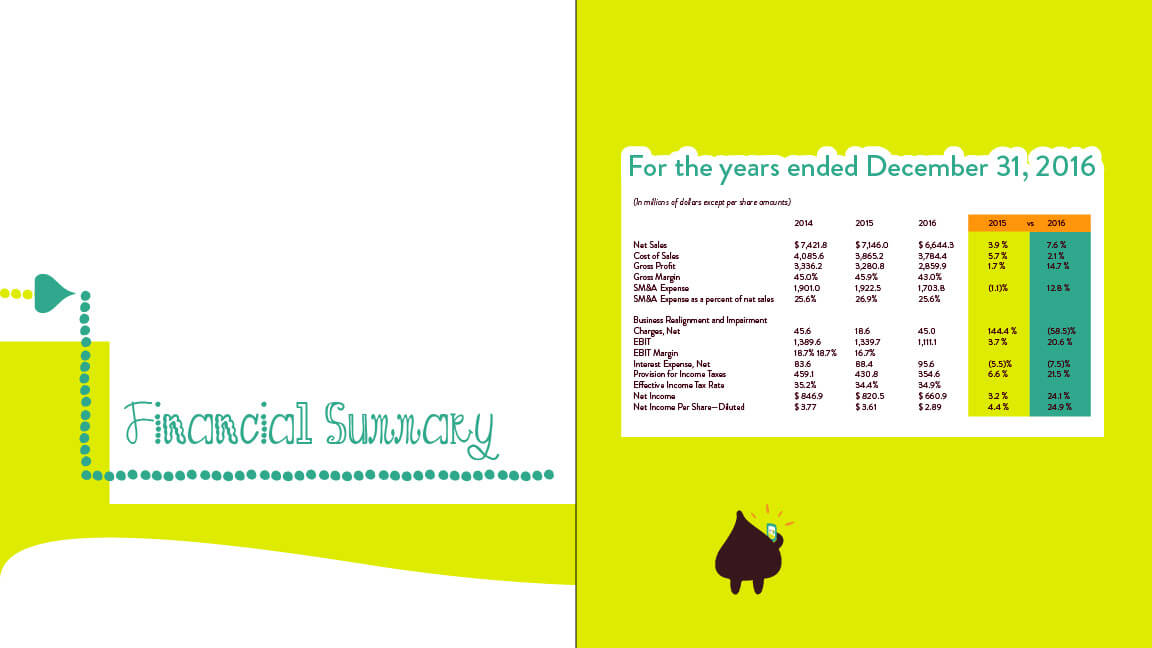 Financial Summary
For the years ended December 31, 2016
(In millions of dollars except per share amounts)
2014 2015 2016 2015 vs 2016
Net Sales $ 7,421.8 $ 7,146.0 $ 6,644.3 3.9 % 7.6 %
Cost of Sales 4,085.6 3,865.2 3,784.4 5.7 % 2.1 %
Gross Profit 3,336.2 3,280.8 2,859.9 1.7 % 14.7 %
Gross Margin 45.0% 45.9% 43.0%
SM&A Expense 1,901.0 1,922.5 1,703.8 (1.1)% 12.8 %
SM&A Expense as a percent of net sales 25.6% 26.9% 25.6%
Business Realignment and Impairment
Charges, Net 45.6 18.6 45.0 144.4 % (58.5)%
EBIT 1,389.6 1,339.7 1,111.1 3.7 % 20.6 %
EBIT Margin 18.7% 18.7% 16.7%
Interest Expense, Net 83.6 88.4 95.6 (5.5)% (7.5)%
Provision for Income Taxes 459.1 430.8 354.6 6.6 % 21.5 %
Effective Income Tax Rate 35.2% 34.4% 34.9%
Net Income $ 846.9 $ 820.5 $ 660.9 3.2 % 24.1 %
Net Income Per Share—Diluted $ 3.77 $ 3.61 $ 2.89 4.4 % 24.9 %